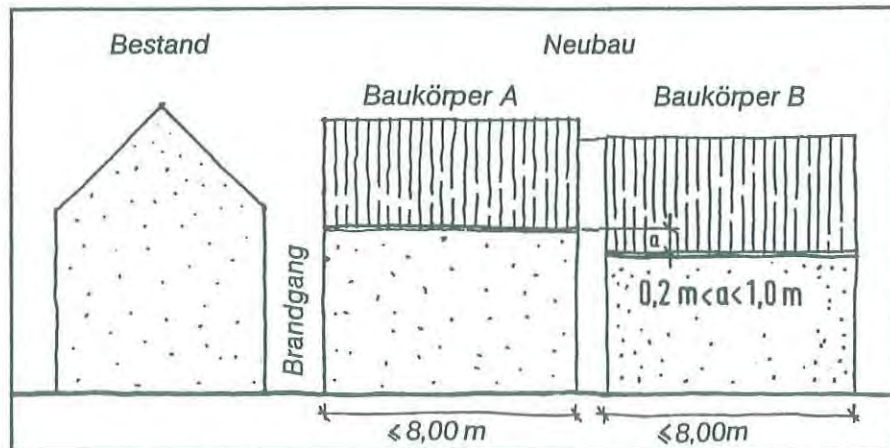 Bestand
Neubau
Baukörper A
Baukörper B
Brandgang
a
0,2 m<a<1,0 m
⩽8,00 m
⩽8,00m